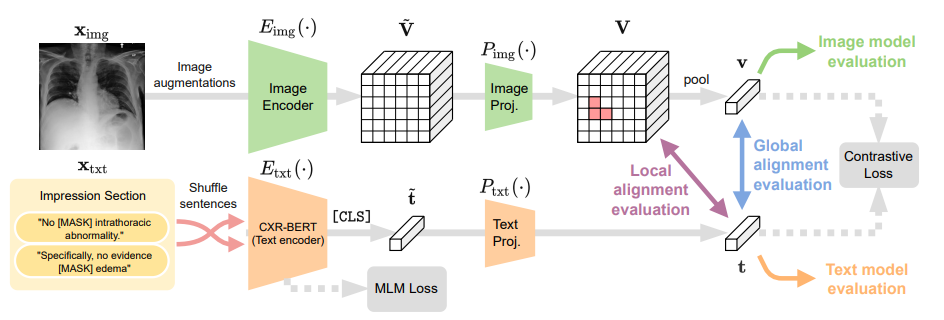 x_img
E_img(·)
Ṽ
P_img(·)
V
Image
augmentations
Image
Encoder
Image
Proj.
pool
v
Image model
evaluation
x_txt
Impression Section
"No [MASK] intrathoracic
abnormality."
"Specifically, no evidence
[MASK] edema"
Shuffle
sentences
E_txt(·)
CXR-BERT
(Text encoder)
[CLS]
t̃
MLM Loss
P_txt(·)
Text
Proj.
Local
alignment
evaluation
Global
alignment
evaluation
Contrastive
Loss
t
Text model
evaluation